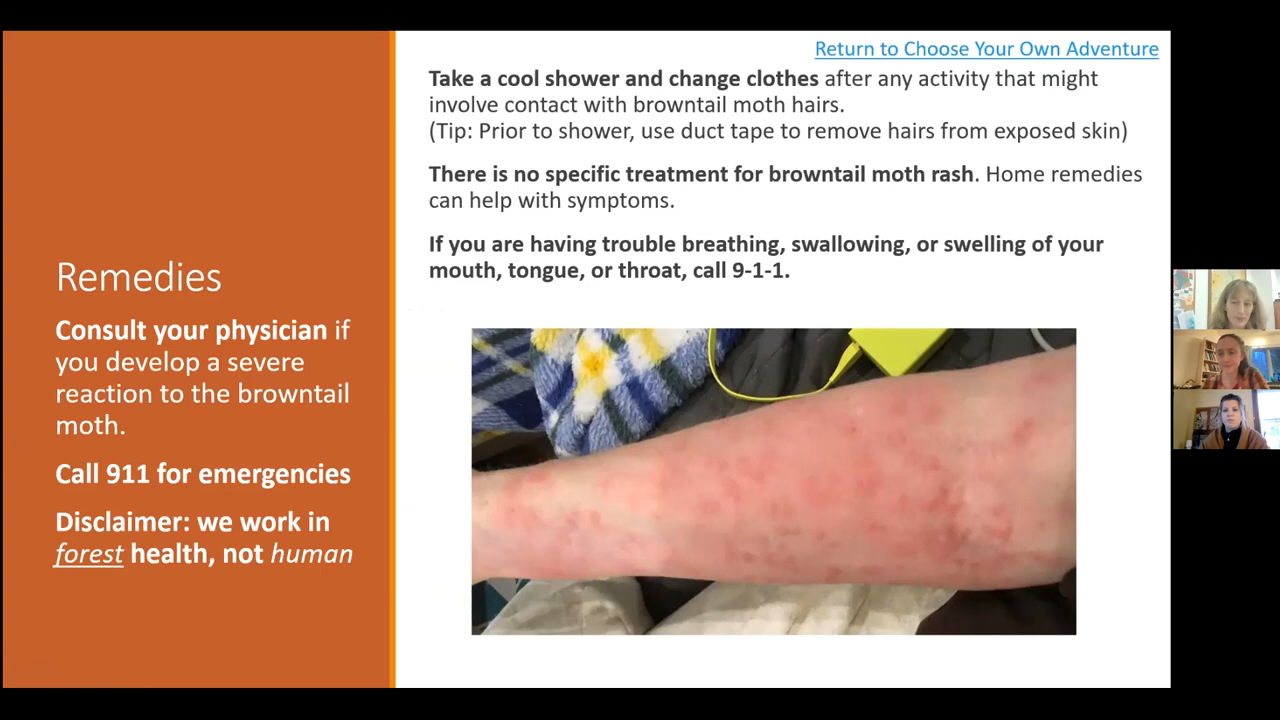 Remedies
Consult your physician if
you develop a severe
reaction to the browntail
moth.
Call 911 for emergencies
Disclaimer: we work in
forest health, not human
Return to Choose Your Own Adventure
Take a cool shower and change clothes after any activity that might
involve contact with browntail moth hairs.
(Tip: Prior to shower, use duct tape to remove hairs from exposed skin)
There is no specific treatment for browntail moth rash. Home remedies
can help with symptoms.
If you are having trouble breathing, swallowing, or swelling of your
mouth, tongue, or throat, call 9-1-1.